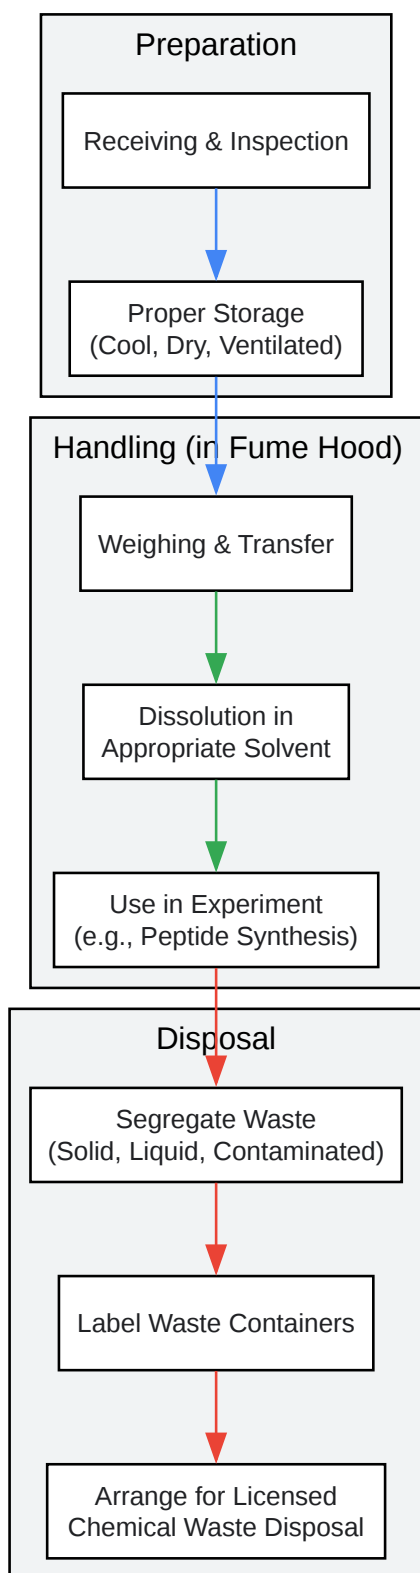 Preparation
Receiving & Inspection
Proper Storage
(Cool, Dry, Ventilated)
Handling (in Fume Hood)
Weighing & Transfer
Dissolution in
Appropriate Solvent
Use in Experiment
(e.g., Peptide Synthesis)
Disposal
Segregate Waste
(Solid, Liquid, Contaminated)
Label Waste Containers
Arrange for Licensed
Chemical Waste Disposal